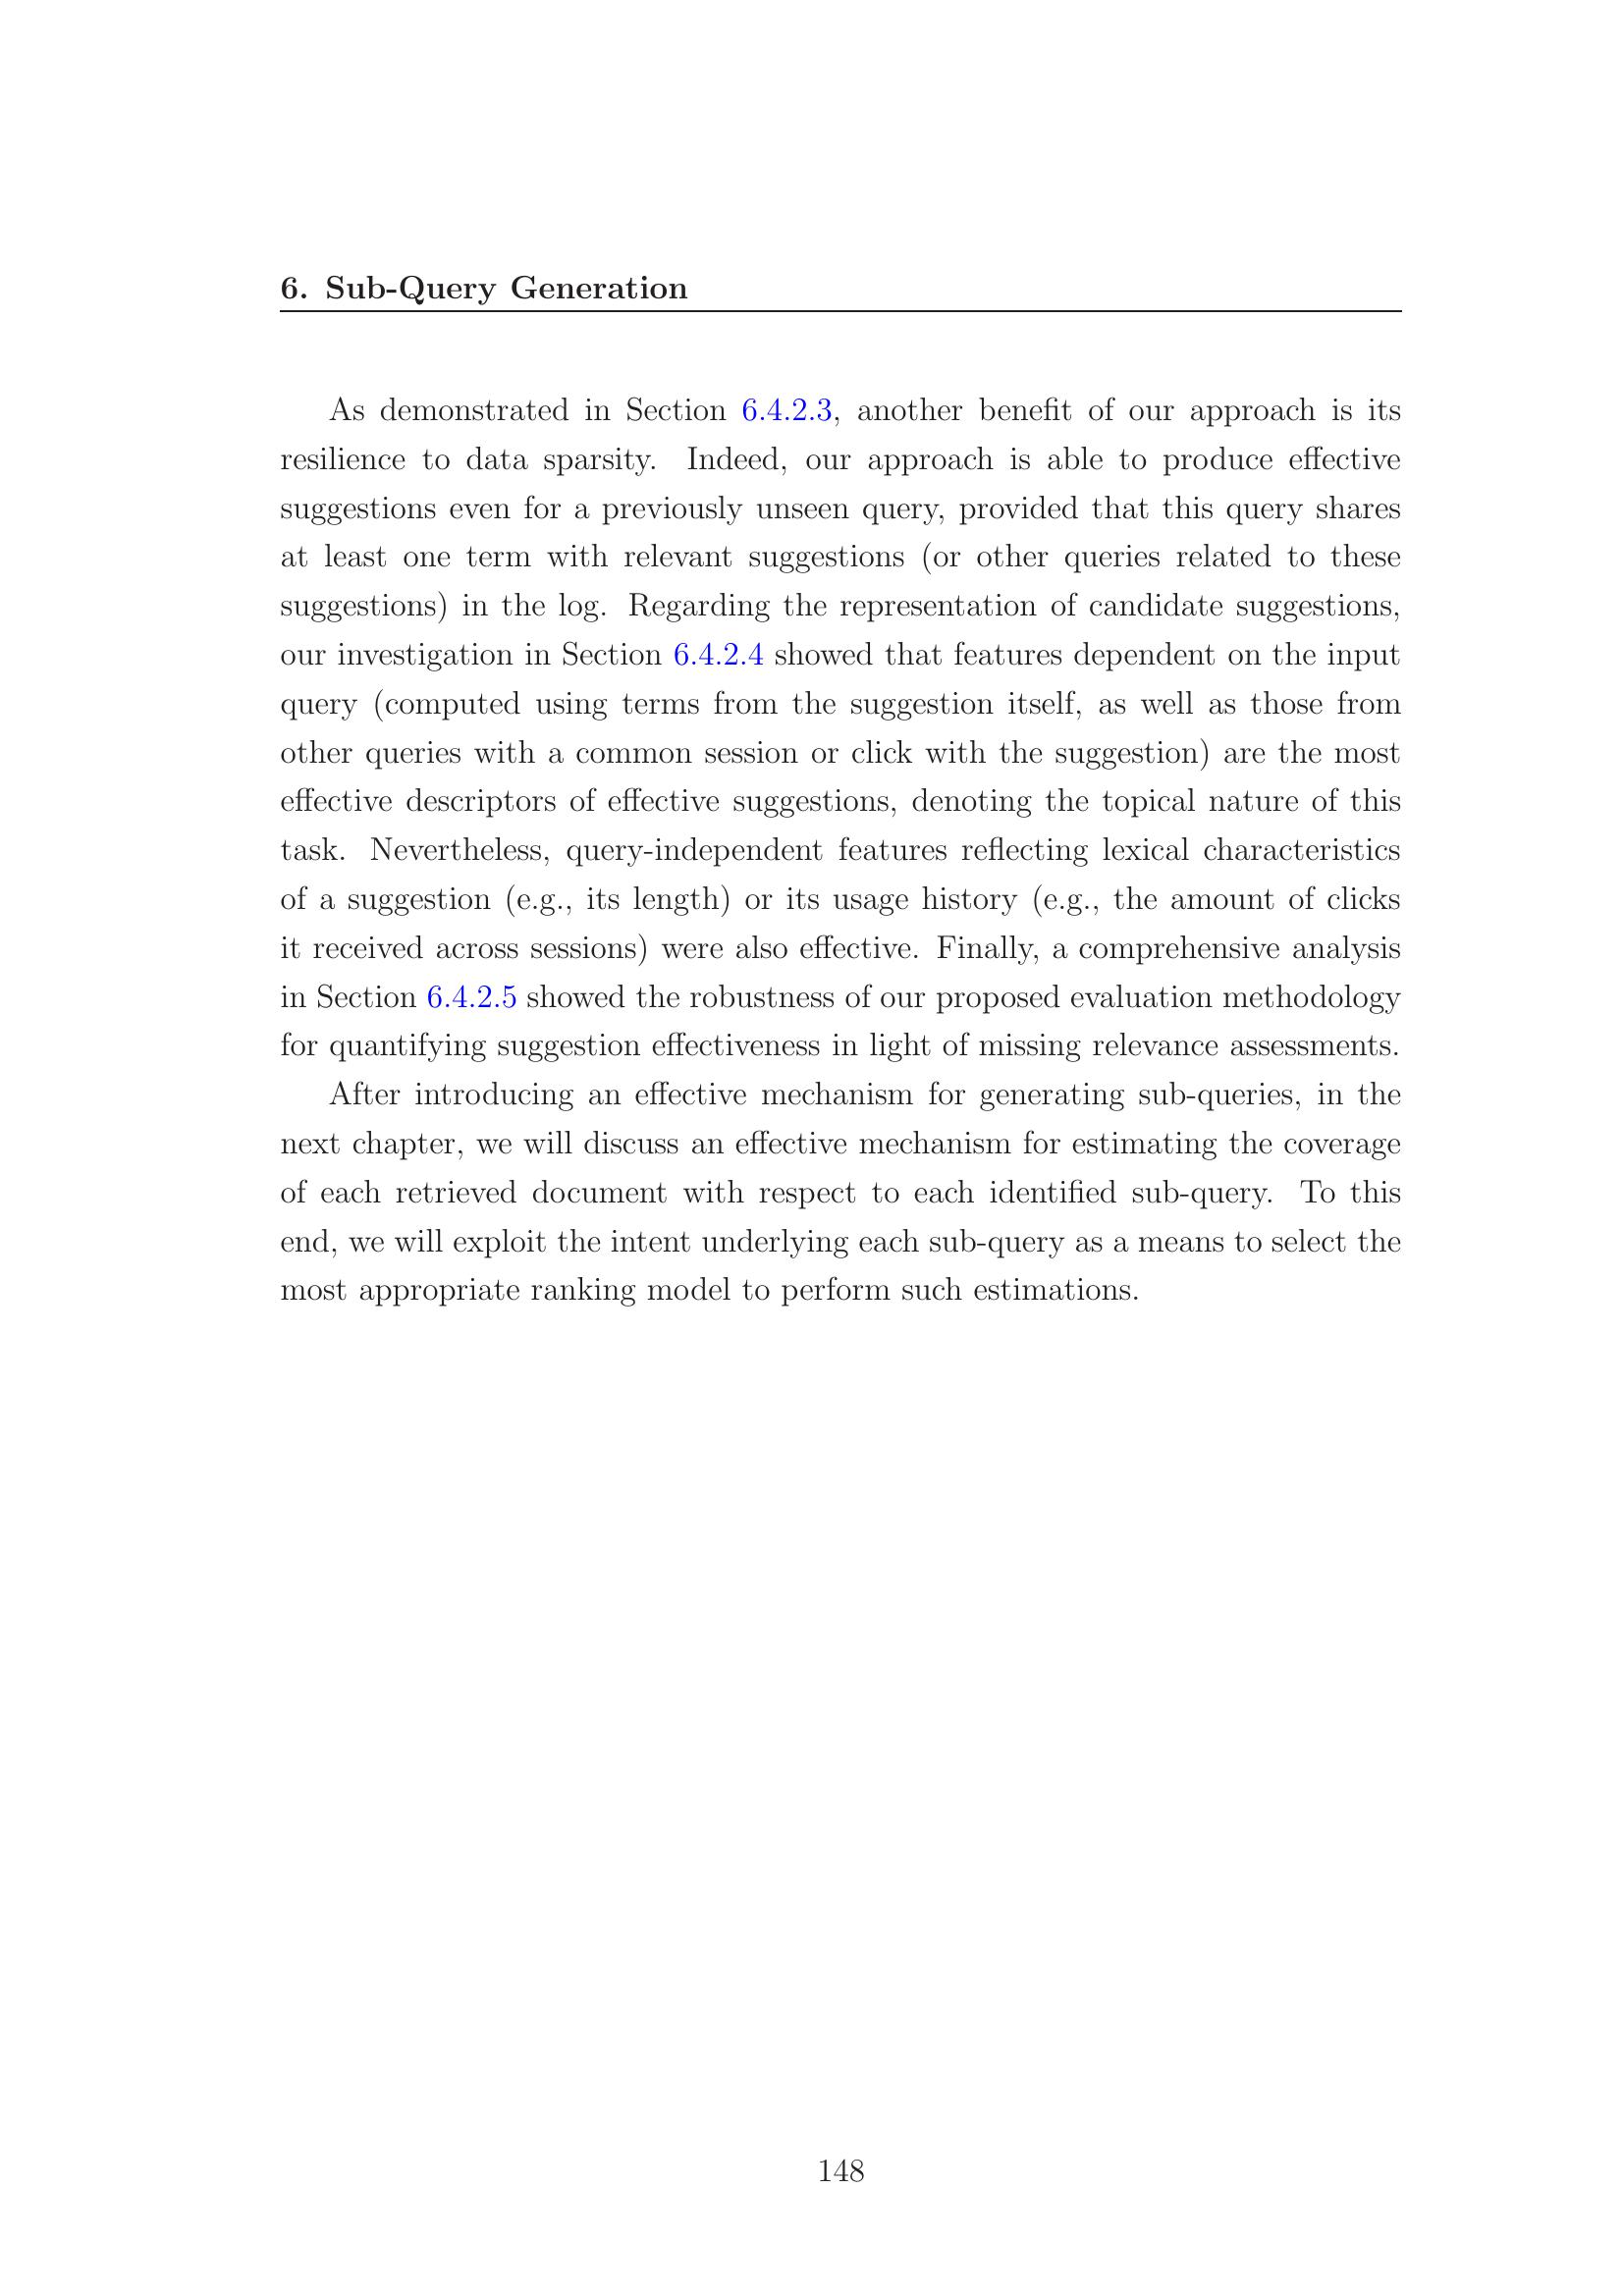 6. Sub-Query Generation
As demonstrated in Section 6.4.2.3, another benefit of our approach is its
resilience to data sparsity. Indeed, our approach is able to produce effective
suggestions even for a previously unseen query, provided that this query shares
at least one term with relevant suggestions (or other queries related to these
suggestions) in the log. Regarding the representation of candidate suggestions,
our investigation in Section 6.4.2.4 showed that features dependent on the input
query (computed using terms from the suggestion itself, as well as those from
other queries with a common session or click with the suggestion) are the most
effective descriptors of effective suggestions, denoting the topical nature of this
task. Nevertheless, query-independent features reflecting lexical characteristics
of a suggestion (e.g., its length) or its usage history (e.g., the amount of clicks
it received across sessions) were also effective. Finally, a comprehensive analysis
in Section 6.4.2.5 showed the robustness of our proposed evaluation methodology
for quantifying suggestion effectiveness in light of missing relevance assessments.
After introducing an effective mechanism for generating sub-queries, in the
next chapter, we will discuss an effective mechanism for estimating the coverage
of each retrieved document with respect to each identified sub-query. To this
end, we will exploit the intent underlying each sub-query as a means to select the
most appropriate ranking model to perform such estimations.
148